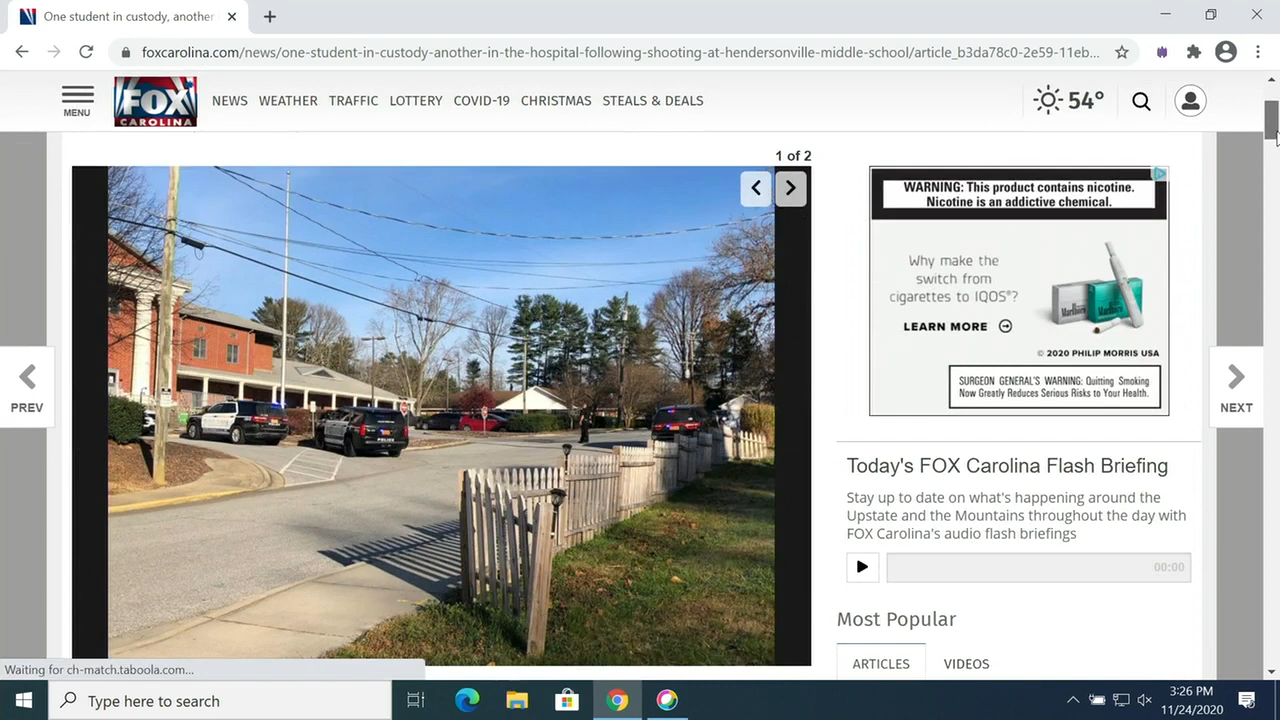 One student in custody, another
foxcarolina.com/news/one-student-in-custody-another-in-the-hospital-following-shooting-at-hendersonville-middle-school/article_b3da78c0-2e59-11eb...
MENU
FOX
CAROLINA
NEWS WEATHER TRAFFIC LOTTERY COVID-19 CHRISTMAS STEALS & DEALS
54°
1 of 2
WARNING: This product contains nicotine.
Nicotine is an addictive chemical.
Why make the
switch from
cigarettes to IQOS®?
LEARN MORE
Marlboro
Marlboro
© 2020 PHILIP MORRIS USA
SURGEON GENERAL'S WARNING: Quitting Smoking
Now Greatly Reduces Serious Risks to Your Health.
PREV
NEXT
POLICE
Today's FOX Carolina Flash Briefing
Stay up to date on what's happening around the
Upstate and the Mountains throughout the day with
FOX Carolina's audio flash briefings
00:00
Most Popular
ARTICLES VIDEOS
Waiting for ch-match.taboola.com...
Type here to search
3:26 PM
11/24/2020